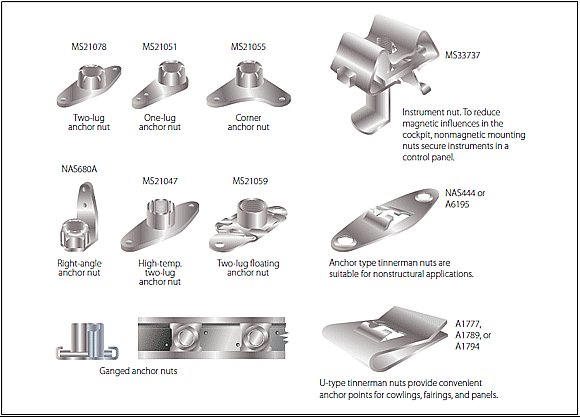 MS21078
MS21051
MS21055
Two-lug
anchor nut
One-lug
anchor nut
Corner
anchor nut
MS33737
Instrument nut. To reduce
magnetic influences in the
cockpit, nonmagnetic mounting
nuts secure instruments in a
control panel.
NAS680A
MS21047
MS21059
Right-angle
anchor nut
High-temp.
two-lug
anchor nut
Two-lug floating
anchor nut
NAS444 or
A6195
Anchor type tinnerman nuts are
suitable for nonstructural applications.
Ganged anchor nuts
A1777,
A1789, or
A1794
U-type tinnerman nuts provide convenient
anchor points for cowlings, fairings, and panels.